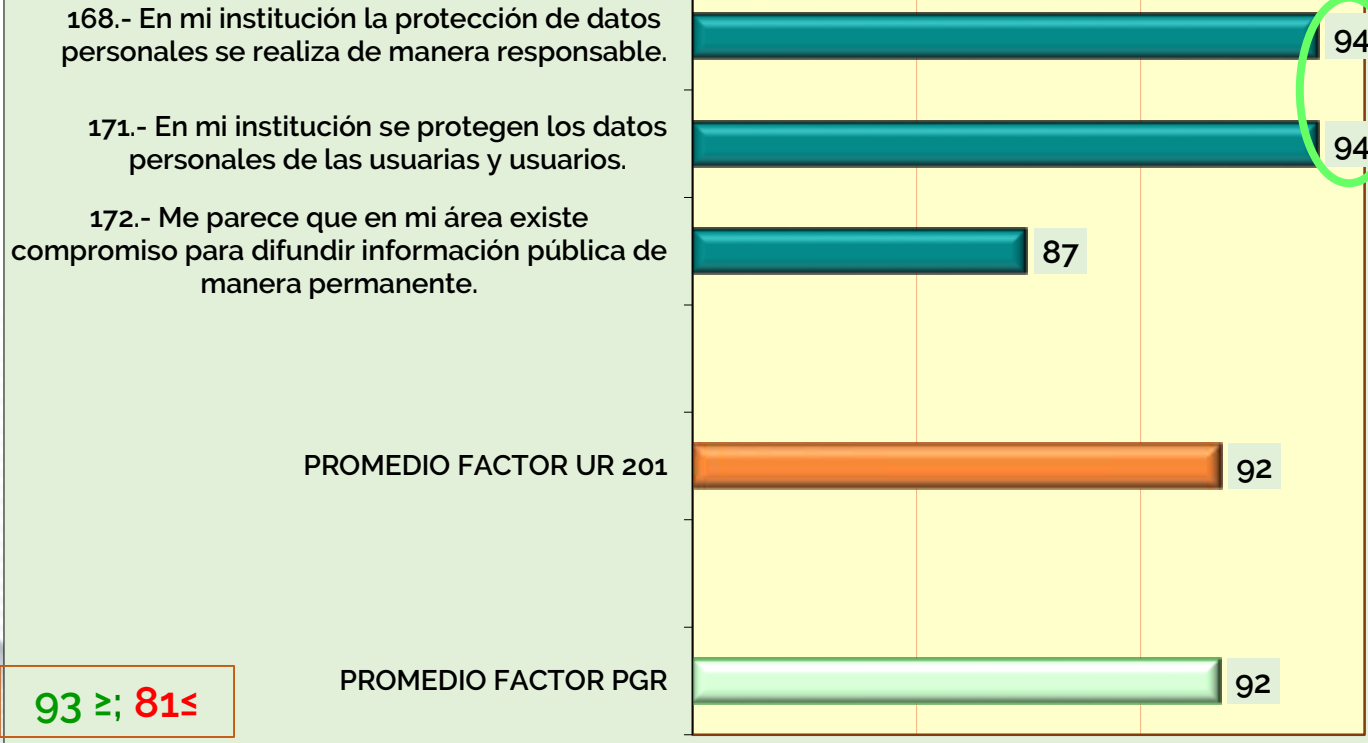 168.- En mi institución la protección de datos
personales se realiza de manera responsable.
94
171.- En mi institución se protegen los datos
personales de las usuarias y usuarios.
94
172.- Me parece que en mi área existe
compromiso para difundir información pública de
manera permanente.
87
PROMEDIO FACTOR UR 201
92
PROMEDIO FACTOR PGR
92
93 ≥; 81≤